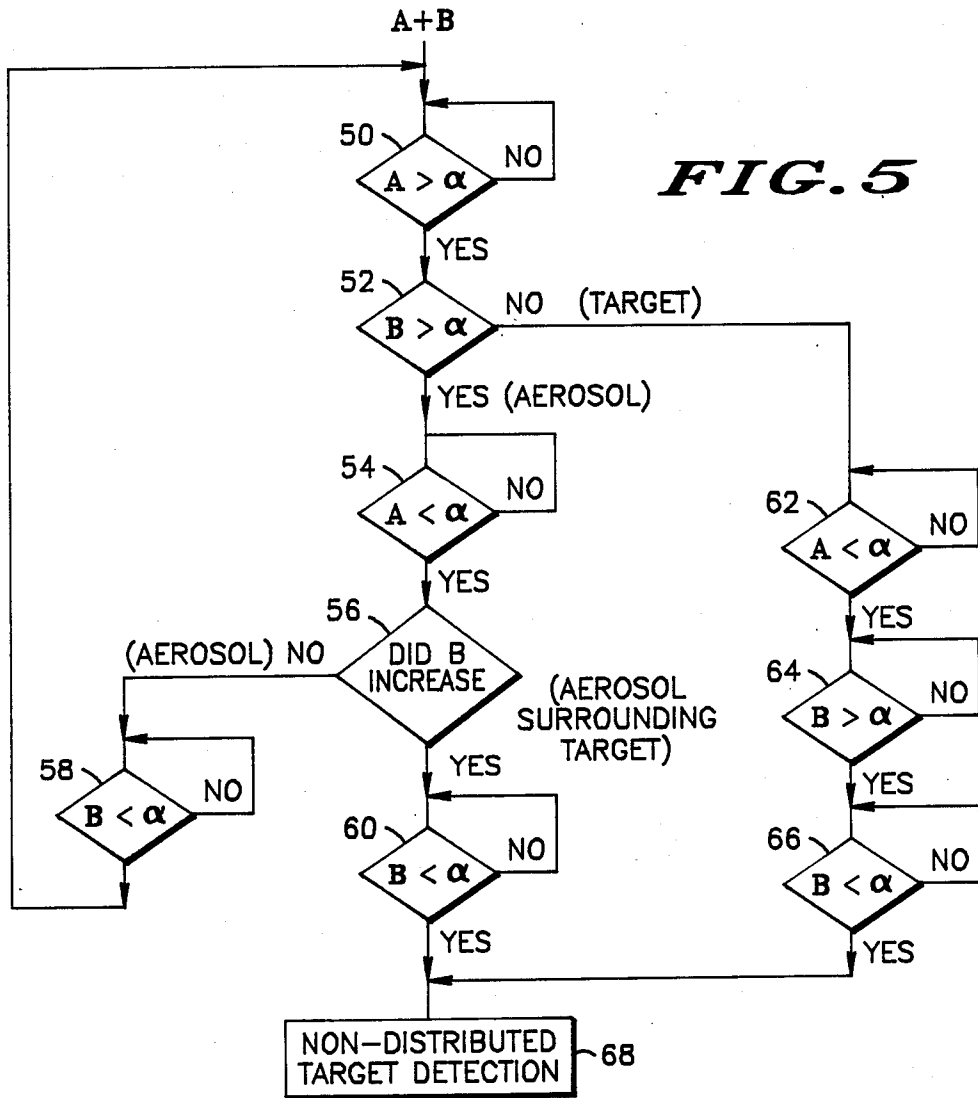 A+B
50
A > α
NO
FIG. 5
YES
52
B > α
NO (TARGET)
YES (AEROSOL)
54
A < α
NO
62
A < α
NO
YES
YES
56
DID B
INCREASE
(AEROSOL) NO
(AEROSOL
SURROUNDING
TARGET)
64
B > α
NO
YES
YES
58
B < α
NO
60
B < α
NO
66
B < α
NO
YES
YES
NON-DISTRIBUTED
TARGET DETECTION
68